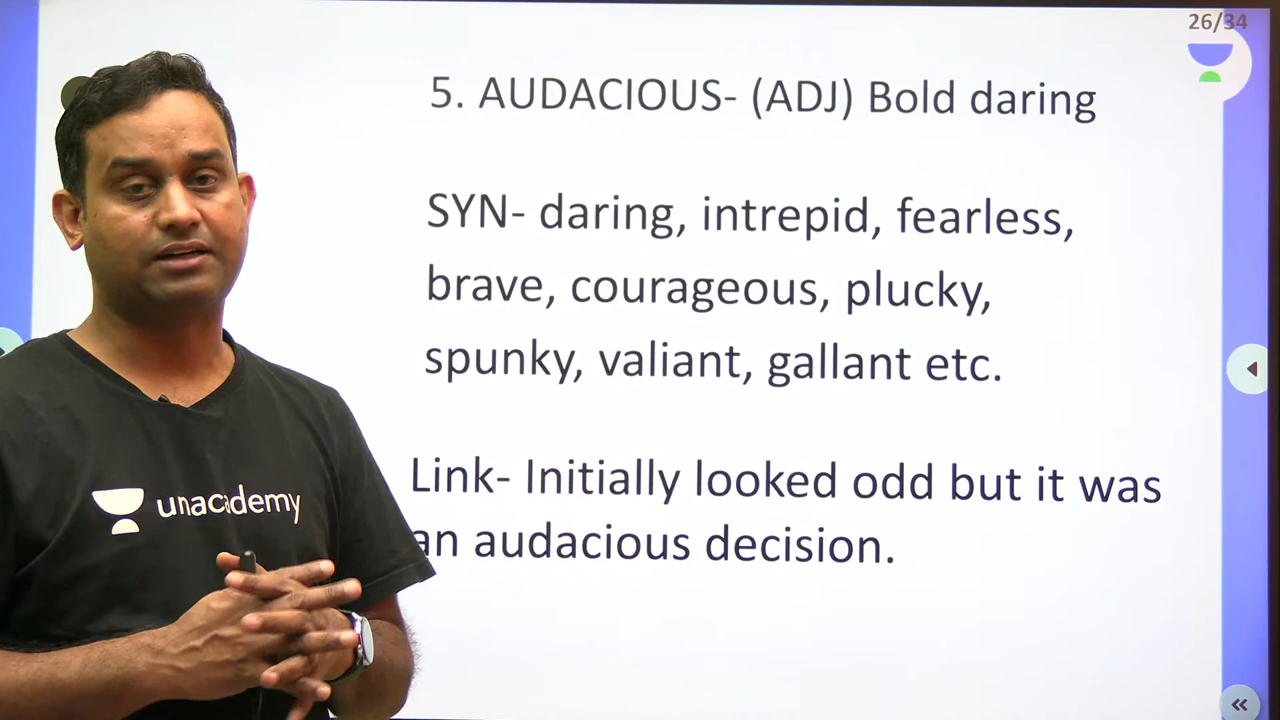 26/34
5. AUDACIOUS- (ADJ) Bold daring
SYN- daring, intrepid, fearless,
brave, courageous, plucky,
spunky, valiant, gallant etc.
Link- Initially looked odd but it was
an audacious decision.
unacademy